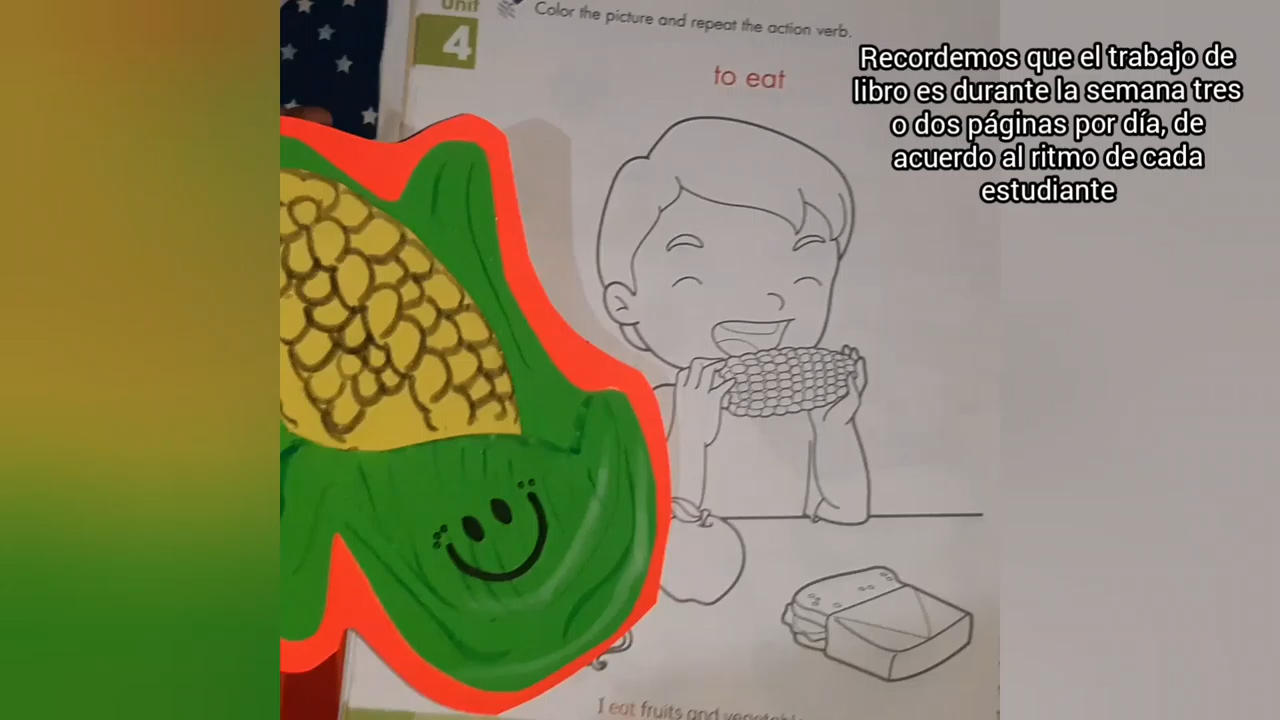 Unit
4
Color the picture and repeat the action verb.
to eat
Recordemos que el trabajo de
libro es durante la semana tres
o dos páginas por día, de
acuerdo al ritmo de cada
estudiante
I eat fruits and